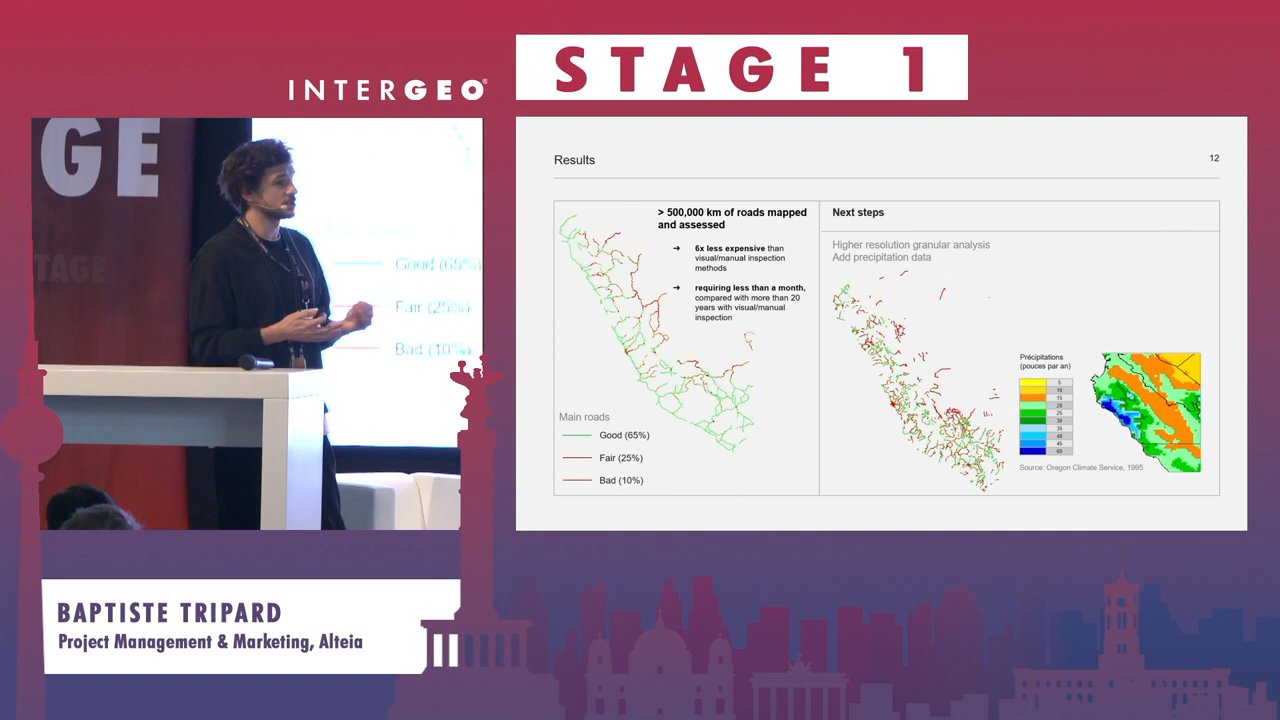 STAGE 1
INTERGEO®
GE
TAGE
Good (65%)
Fair (25%)
Bad (10%)
Results
12
> 500,000 km of roads mapped
and assessed
➔ 6x less expensive than
visual/manual inspection
methods
➔ requiring less than a month,
compared with more than 20
years with visual/manual
inspection
Main roads
Good (65%)
Fair (25%)
Bad (10%)
Next steps
Higher resolution granular analysis
Add precipitation data
Précipitations
(pouces par an)
5
10
15
20
25
30
35
40
45
60
Source: Oregon Climate Service, 1995
BAPTISTE TRIPARD
Project Management & Marketing, Alteia